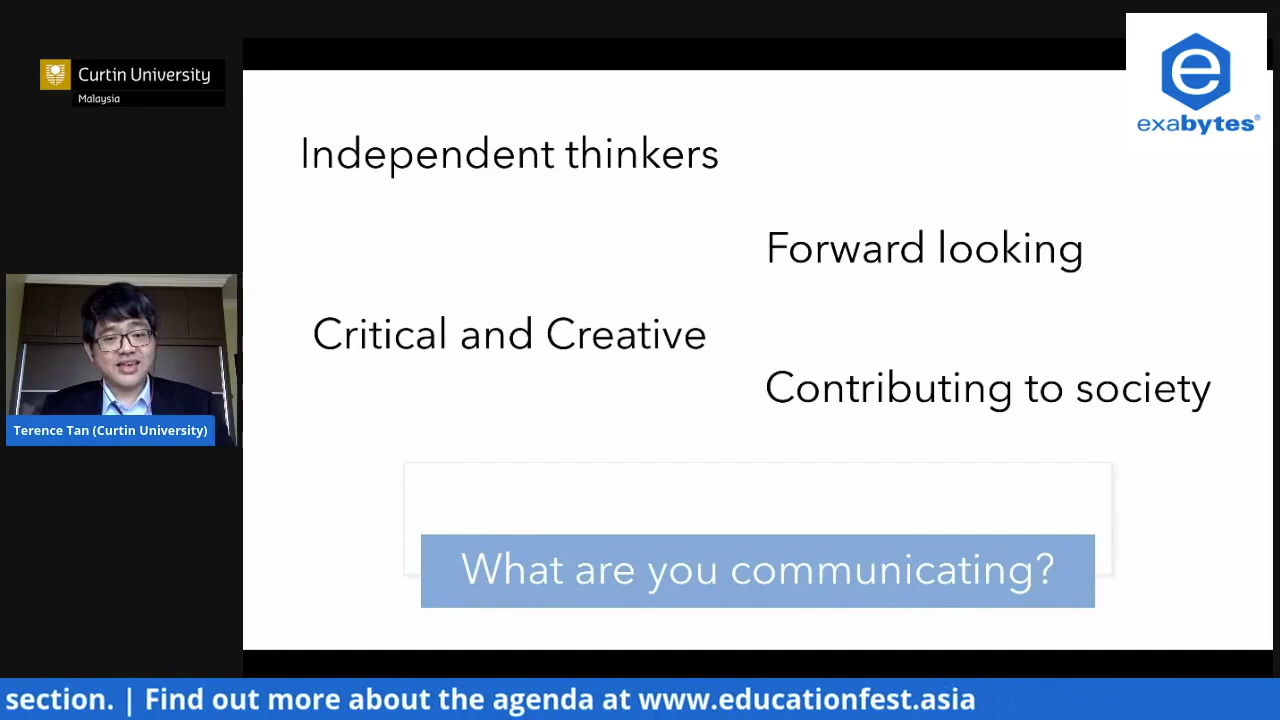 Curtin University
Malaysia
e
exabytes®
Independent thinkers
Forward looking
Critical and Creative
Contributing to society
Terence Tan (Curtin University)
What are you communicating?
section. | Find out more about the agenda at www.educationfest.asia